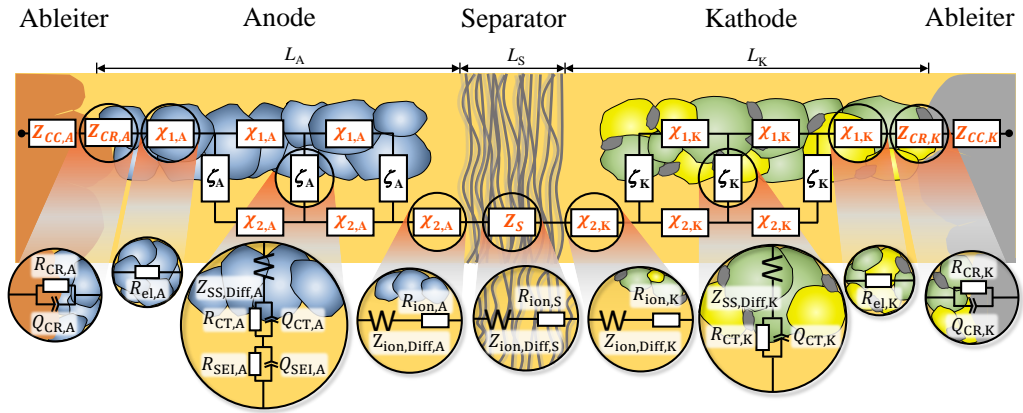 Ableiter Anode Separator Kathode Ableiter
L_A L_S L_K
Z_CC,A Z_CR,A χ_1,A χ_1,A χ_1,A χ_1,K χ_1,K χ_1,K Z_CR,K Z_CC,K
ζ_A ζ_A ζ_A ζ_K ζ_K ζ_K
χ_2,A χ_2,A χ_2,A Z_S χ_2,K χ_2,K χ_2,K
R_CR,A
Q_CR,A
R_el,A
Z_SS,Diff,A
R_CT,A Q_CT,A
R_SEI,A Q_SEI,A
R_ion,A
Z_ion,Diff,A
R_ion,S
Z_ion,Diff,S
R_ion,K
Z_ion,Diff,K
Z_SS,Diff,K
R_CT,K Q_CT,K
R_el,K
R_CR,K
Q_CR,K